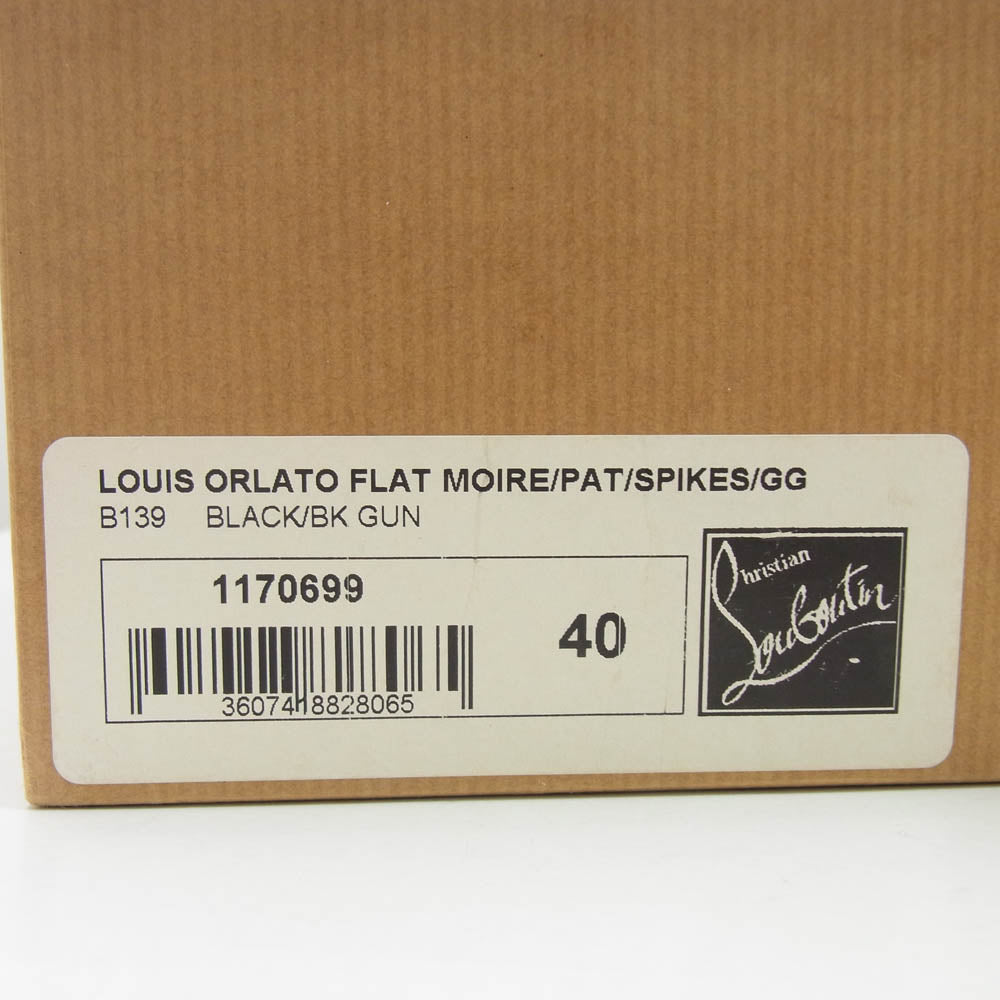 LOUIS ORLATO FLAT MOIRE/PAT/SPIKES/GG
B139 BLACK/BK GUN
1170699
40
3607418828065
Christian
Louboutin